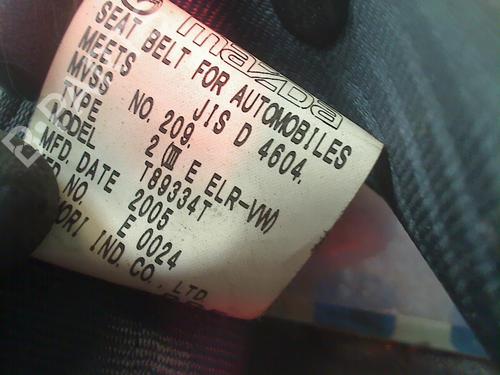 mazda
SEAT BELT FOR AUTOMOBILES
MEETS JIS D 4604.
MVSS NO. 209.
TYPE 2 (III E ELR-VW)
MODEL T89334T
MFD. DATE 2005
NO. E 0024
IND. CO., LTD